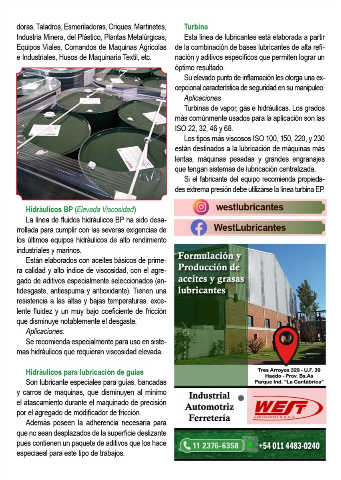 doras, Taladros, Esmeriladoras, Criques, Martinetes,
Industria Minera, del Plástico, Plantas Metalúrgicas,
Equipos Viales, Comandos de Maquinas Agrícolas
e Industriales, Husos de Maquinaria Textil, etc.
Hidráulicos BP (Elevada Viscosidad)
La línea de fluidos hidráulicos BP ha sido desa-
rrollada para cumplir con las severas exigencias de
los últimos equipos hidráulicos de alto rendimiento
industriales y marinos.
Están elaborados con aceites básicos de prime-
ra calidad y alto índice de viscosidad, con el agre-
gado de aditivos especialmente seleccionados (an-
tidesgaste, antiespuma y antioxidante). Tienen una
resistencia a las altas y bajas temperaturas, exce-
lente fluidez y un muy bajo coeficiente de fricción
que disminuye notablemente el desgaste.
Aplicaciones:
Se recomienda especialmente para uso en siste-
mas hidráulicos que requieran viscosidad elevada.
Hidráulicos para lubricación de guías
Son lubricante especiales para guías, bancadas
y carros de maquinas, que disminuyen al mínimo
el atascamiento durante el maquinado de precisión
por el agregado de modificador de fricción.
Además poseen la adherencia necesaria para
que no sean desplazados de la superficie deslizante
pues contienen un paquete de aditivos que los hace
especiaesl para este tipo de trabajos.
Turbina
Esta línea de lubricantes está elaborada a partir
de la combinación de bases lubricantes de alta refi-
nación y aditivos específicos que permiten lograr un
óptimo resultado.
Su elevado punto de inflamación les otorga una ex-
cepcional característica de seguridad en su manipuleo
Aplicaciones
Turbinas de vapor, gas e hidráulicas. Los grados
más comúnmente usados para la aplicación son las
ISO 22, 32, 46 y 68.
Los tipos más viscosos ISO 100, 150, 220, y 230
están destinados a la lubricación de máquinas más
lentas, máquinas pesadas y grandes engranajes
que tengan sistemas de lubricación centralizada.
Si el fabricante del equipo recomienda propieda-
des extrema presión debe utilizarse la línea turbina EP.
westlubricantes
WestLubricantes
Formulación y
Producción de
aceites y grasas
lubricantes
Tres Arroyos 329 - U.F. 30
Haedo - Prov. Bs.As
Parque Ind. "La Cantábrica"
Industrial
Automotriz
Ferretería
WEST
11 2376-6358
+54 011 4483-0240